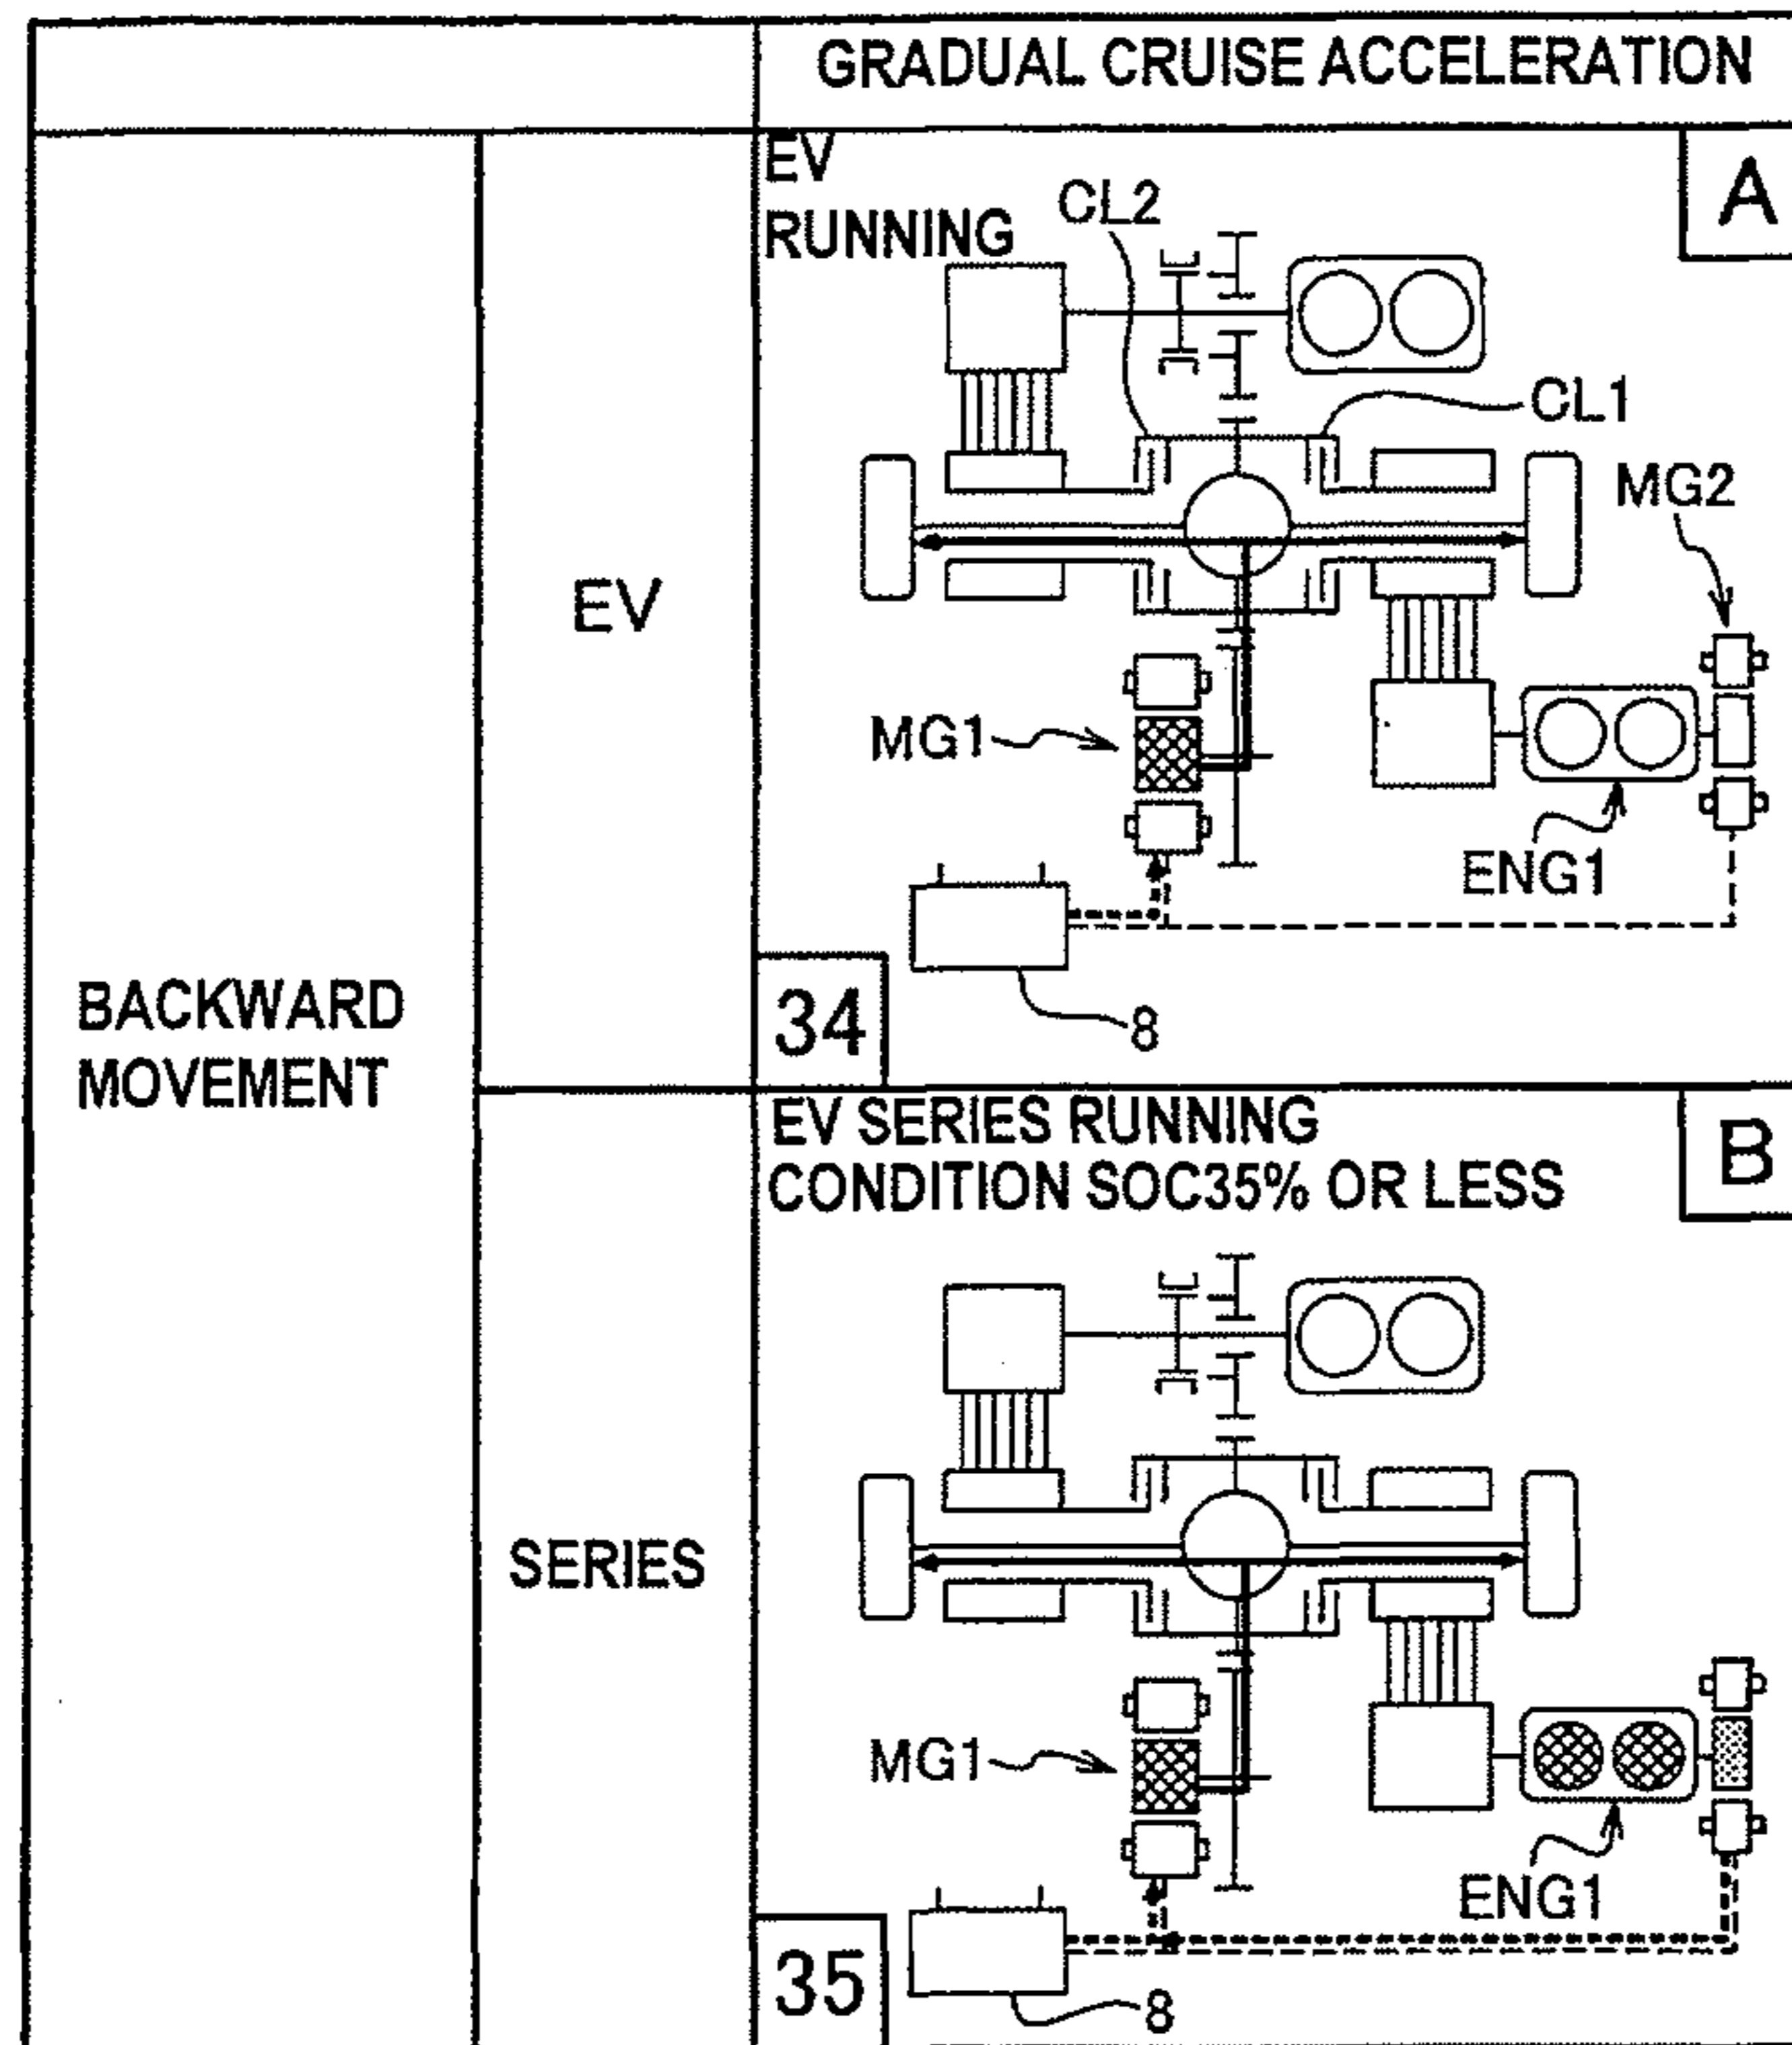 GRADUAL CRUISE ACCELERATION
BACKWARD
MOVEMENT
EV
EV
RUNNING
A
CL2
CL1
MG2
MG1
ENG1
8
34
SERIES
EV SERIES RUNNING
CONDITION SOC35% OR LESS
B
MG1
ENG1
8
35